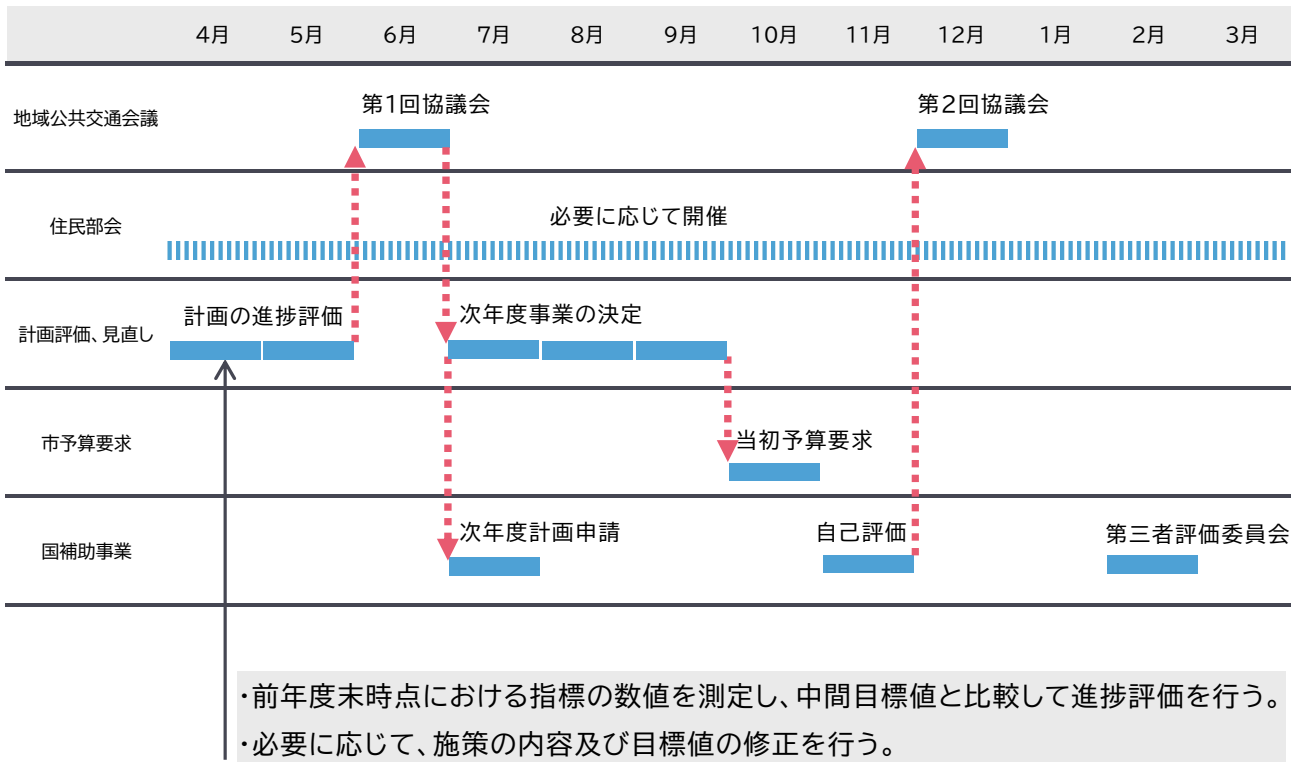 4月 5月 6月 7月 8月 9月 10月 11月 12月 1月 2月 3月
地域公共交通会議
第1回協議会
第2回協議会
住民部会
必要に応じて開催
計画評価、見直し
計画の進捗評価
次年度事業の決定
市予算要求
当初予算要求
国補助事業
次年度計画申請
自己評価
第三者評価委員会
・前年度末時点における指標の数値を測定し、中間目標値と比較して進捗評価を行う。
・必要に応じて、施策の内容及び目標値の修正を行う。